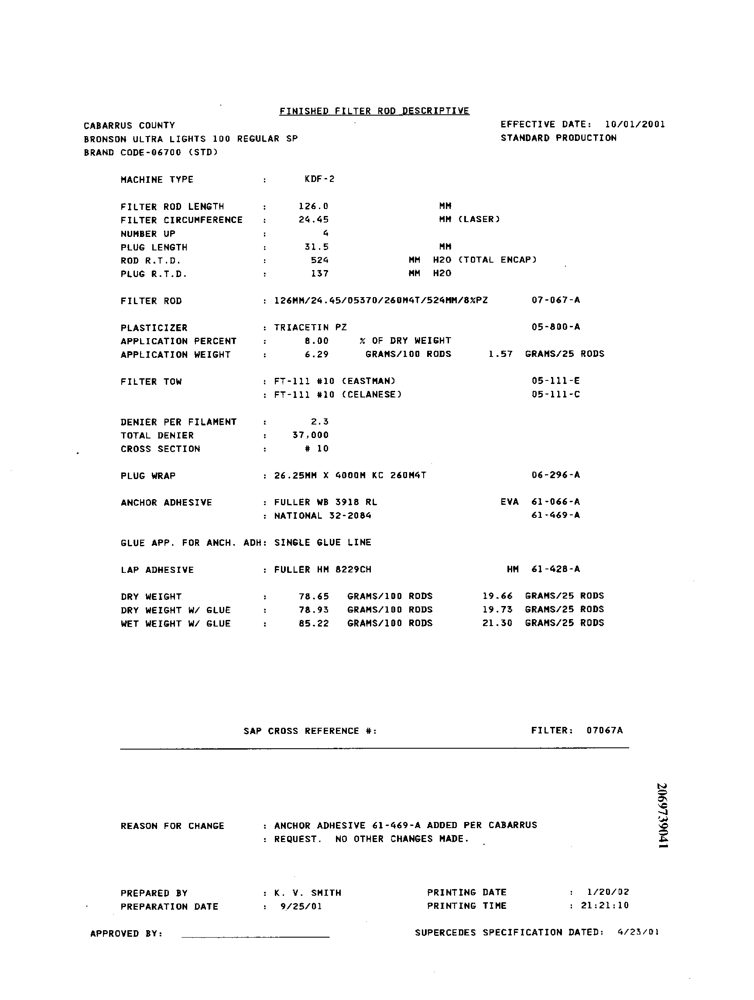 FINISHED FILTER ROD DESCRIPTIVE
CABARRUS COUNTY EFFECTIVE DATE: 10/01/2001
BRONSON ULTRA LIGHTS 100 REGULAR SP STANDARD PRODUCTION
BRAND CODE-06700 (STD)
MACHINE TYPE : KDF-2
FILTER ROD LENGTH : 126.0 MM
FILTER CIRCUMFERENCE : 24.45 MM (LASER)
NUMBER UP : 4
PLUG LENGTH : 31.5 MM
ROD R.T.D. : 524 MM H2O (TOTAL ENCAP)
PLUG R.T.D. : 137 MM H2O
FILTER ROD : 126MM/24.45/05370/260M4T/524MM/8%PZ 07-067-A
PLASTICIZER : TRIACETIN PZ 05-800-A
APPLICATION PERCENT : 8.00 % OF DRY WEIGHT
APPLICATION WEIGHT : 6.29 GRAMS/100 RODS 1.57 GRAMS/25 RODS
FILTER TOW : FT-111 #10 (EASTMAN) 05-111-E
: FT-111 #10 (CELANESE) 05-111-C
DENIER PER FILAMENT : 2.3
TOTAL DENIER : 37,000
CROSS SECTION : # 10
PLUG WRAP : 26.25MM X 4000M KC 260M4T 06-296-A
ANCHOR ADHESIVE : FULLER WB 3918 RL EVA 61-066-A
: NATIONAL 32-2084 61-469-A
GLUE APP. FOR ANCH. ADH: SINGLE GLUE LINE
LAP ADHESIVE : FULLER HM 8229CH HM 61-428-A
DRY WEIGHT : 78.65 GRAMS/100 RODS 19.66 GRAMS/25 RODS
DRY WEIGHT W/ GLUE : 78.93 GRAMS/100 RODS 19.73 GRAMS/25 RODS
WET WEIGHT W/ GLUE : 85.22 GRAMS/100 RODS 21.30 GRAMS/25 RODS
SAP CROSS REFERENCE #: FILTER: 07067A
2069739041
REASON FOR CHANGE : ANCHOR ADHESIVE 61-469-A ADDED PER CABARRUS
: REQUEST. NO OTHER CHANGES MADE.
PREPARED BY : K. V. SMITH PRINTING DATE : 1/20/02
PREPARATION DATE : 9/25/01 PRINTING TIME : 21:21:10
APPROVED BY: SUPERCEDES SPECIFICATION DATED: 4/23/01